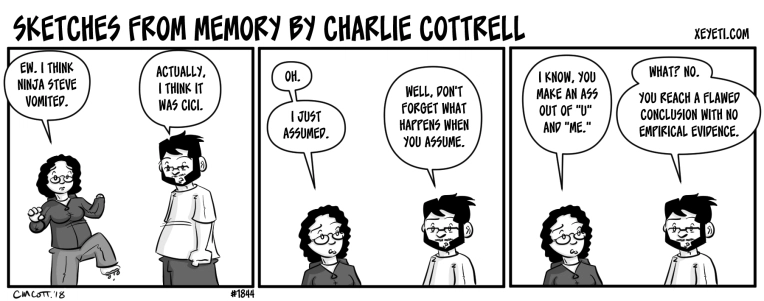 SKETCHES FROM MEMORY BY CHARLIE COTTRELL
XEYETI.COM
EW. I THINK
NINJA STEVE
VOMITED.
ACTUALLY,
I THINK IT
WAS CICI.
OH.
I JUST
ASSUMED.
WELL, DON'T
FORGET WHAT
HAPPENS WHEN
YOU ASSUME.
I KNOW, YOU
MAKE AN ASS
OUT OF "U"
AND "ME."
WHAT? NO.
YOU REACH A FLAWED
CONCLUSION WITH NO
EMPIRICAL EVIDENCE.
CMCOTT.'18
#1844